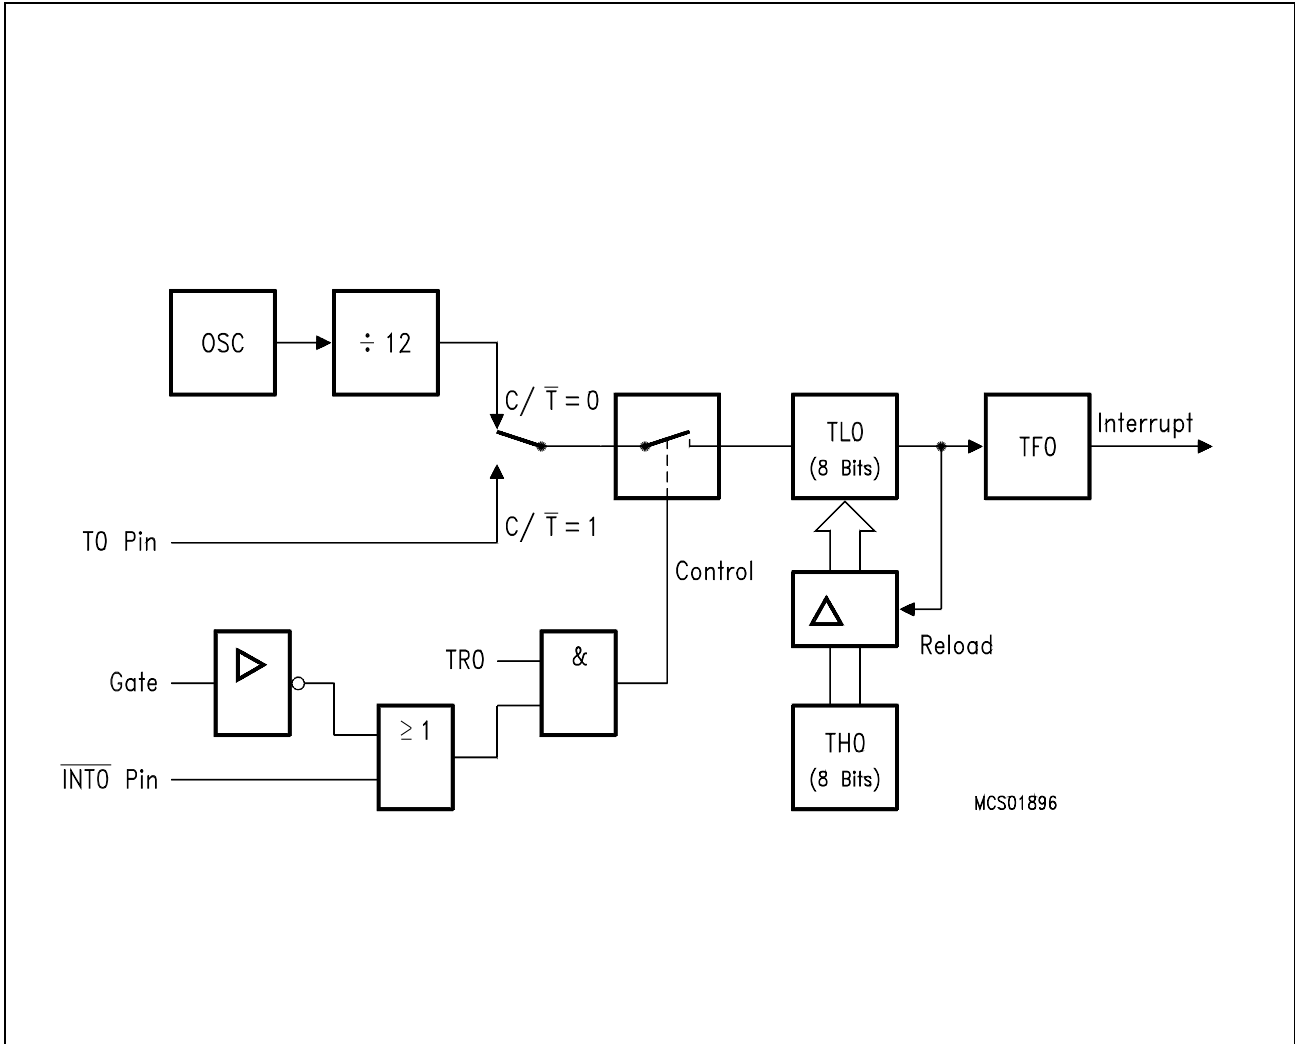 OSC
÷ 12
C/ T̅ = 0
TL0
(8 Bits)
TF0
Interrupt
T0 Pin
C/ T̅ = 1
Control
Reload
Gate
TR0
&
≥ 1
I̅N̅T̅0̅ Pin
TH0
(8 Bits)
MCS01896